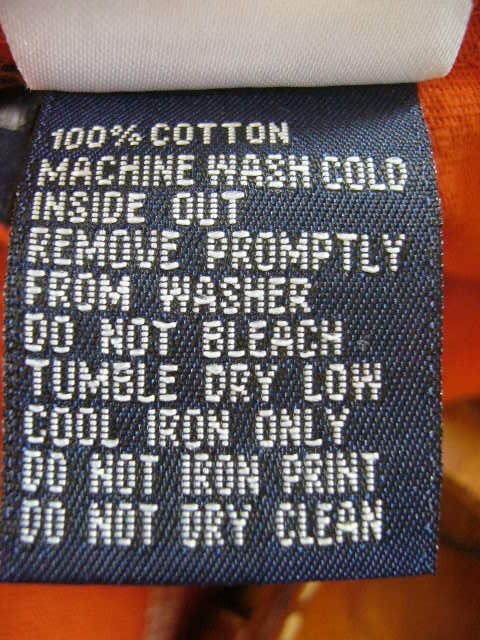 100% COTTON
MACHINE WASH COLD
INSIDE OUT
REMOVE PROMPTLY
FROM WASHER
DO NOT BLEACH
TUMBLE DRY LOW
COOL IRON ONLY
DO NOT IRON PRINT
DO NOT DRY CLEAN